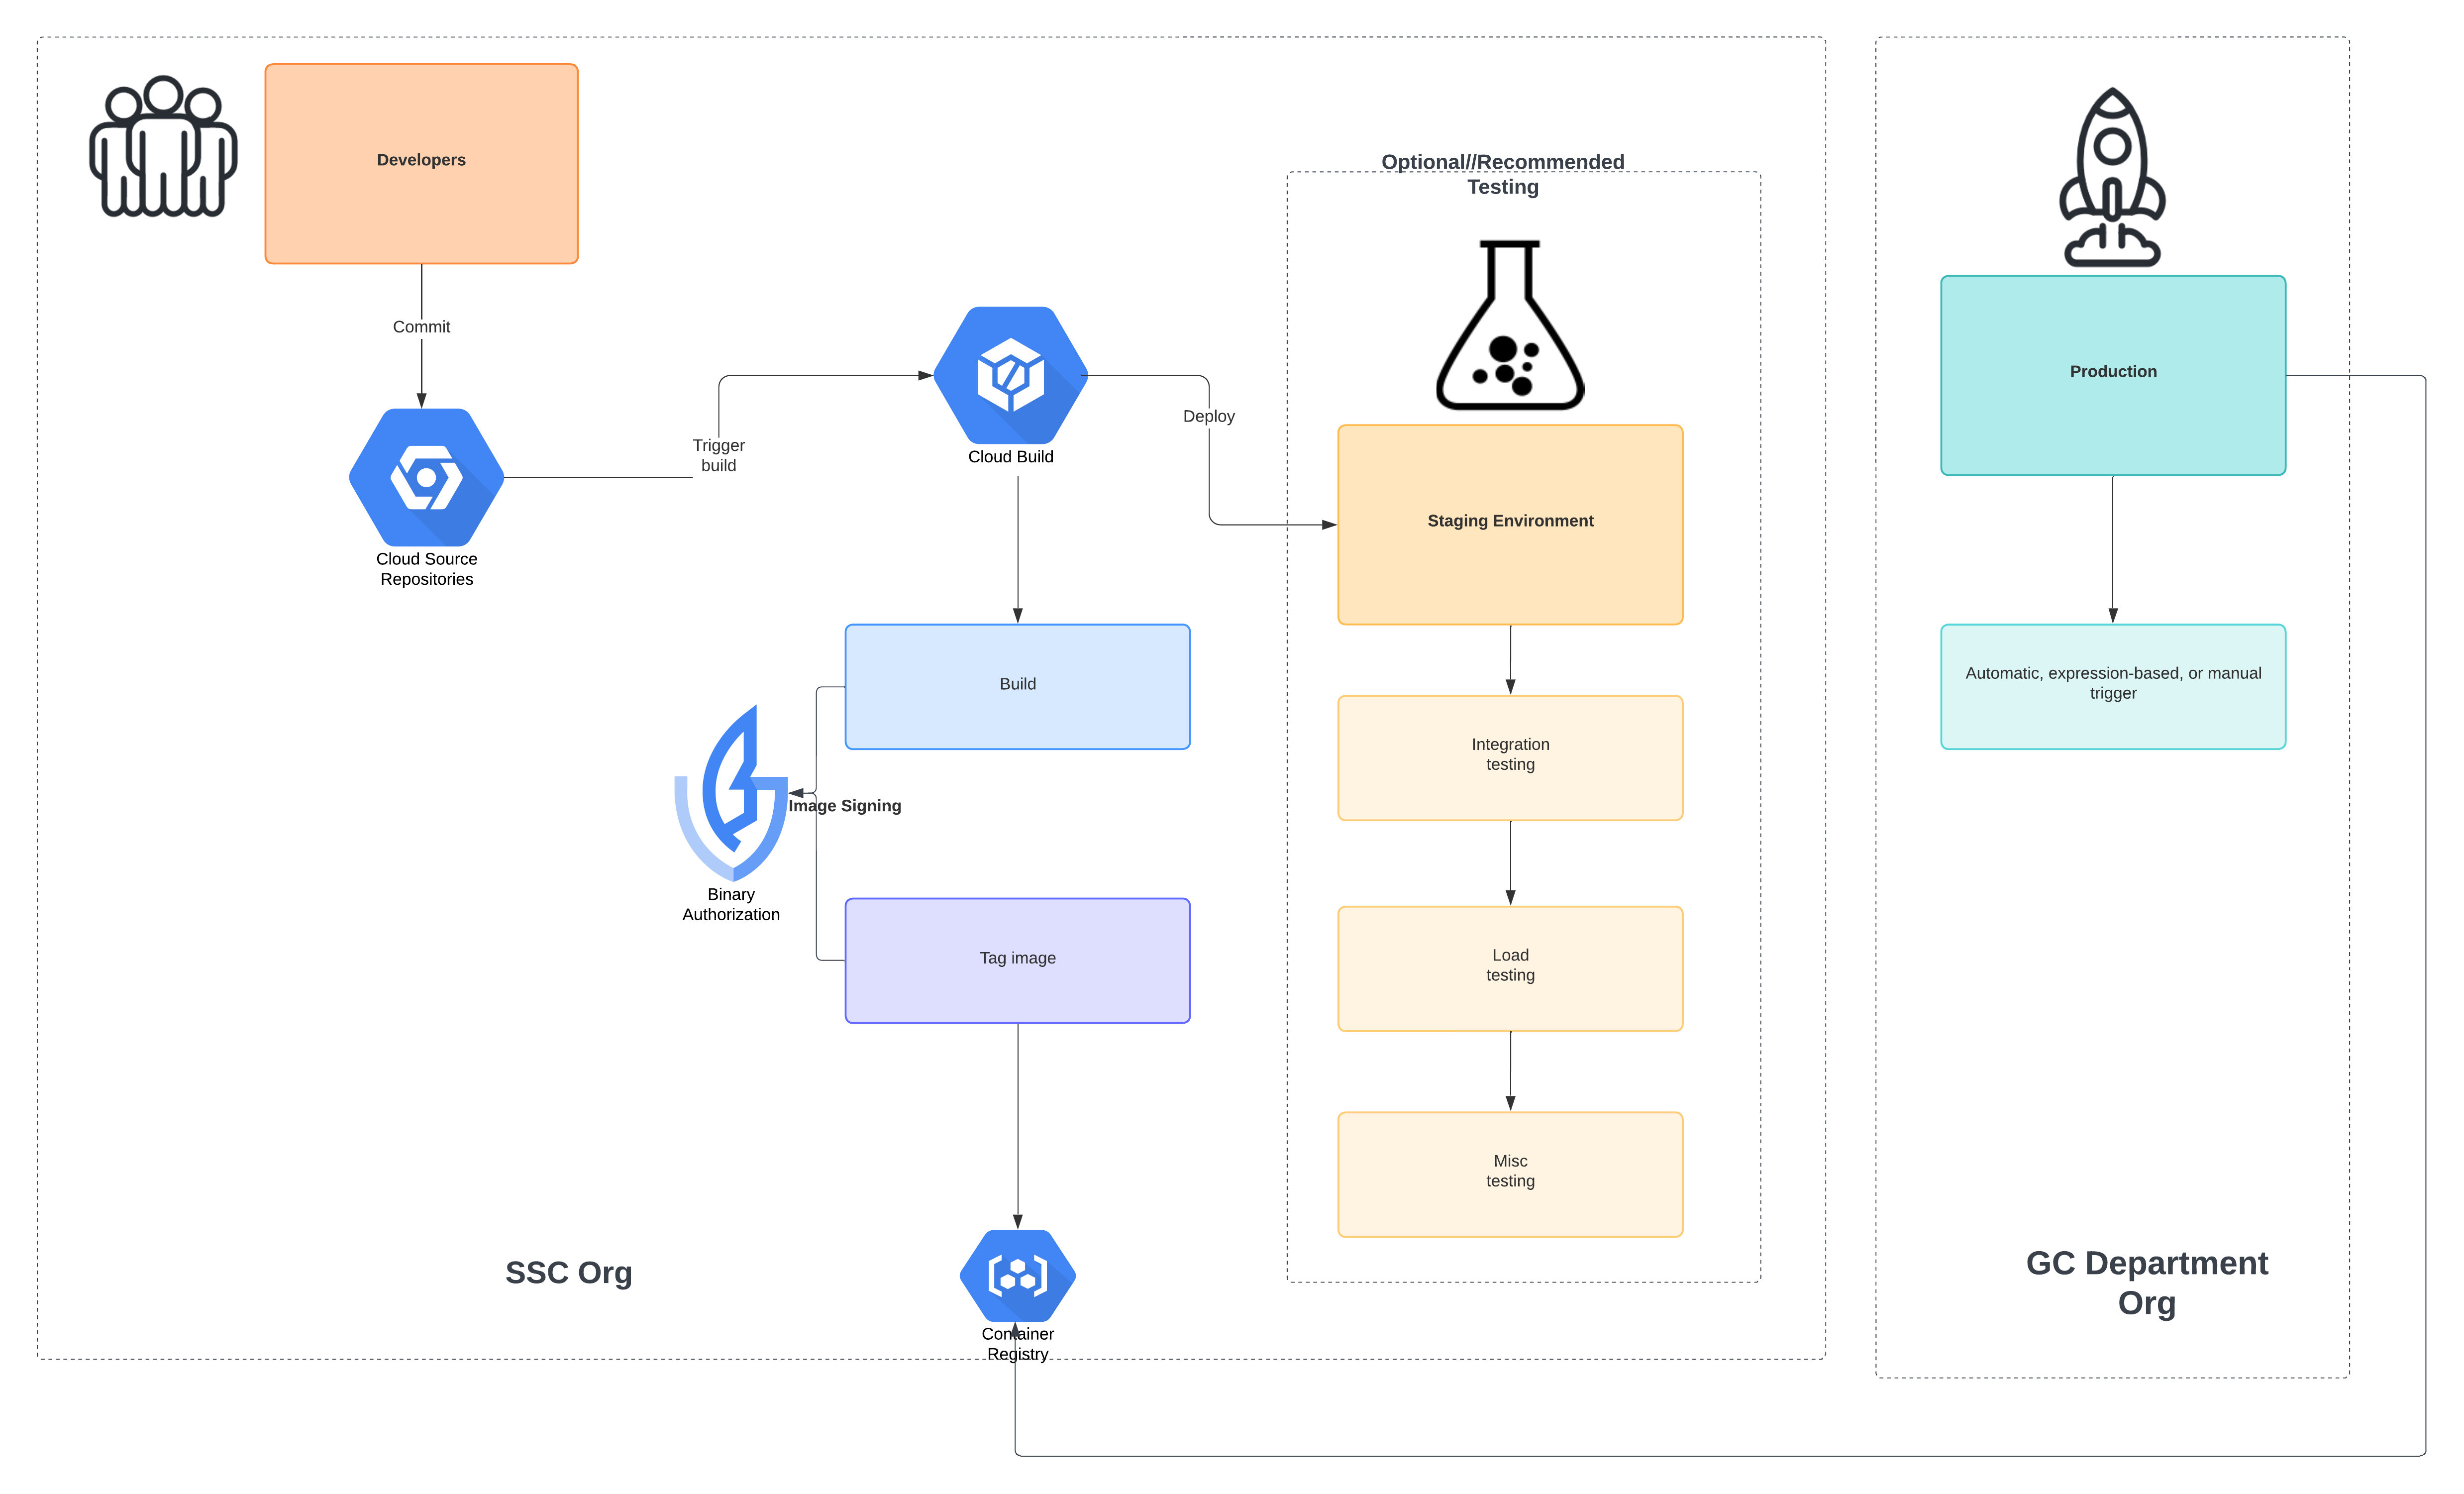 Developers
Commit
Cloud Source
Repositories
Trigger
build
Cloud Build
Deploy
Build
Image Signing
Binary
Authorization
Tag image
Container
Registry
SSC Org
Optional//Recommended
Testing
Staging Environment
Integration
testing
Load
testing
Misc
testing
Production
Automatic, expression-based, or manual
trigger
GC Department
Org